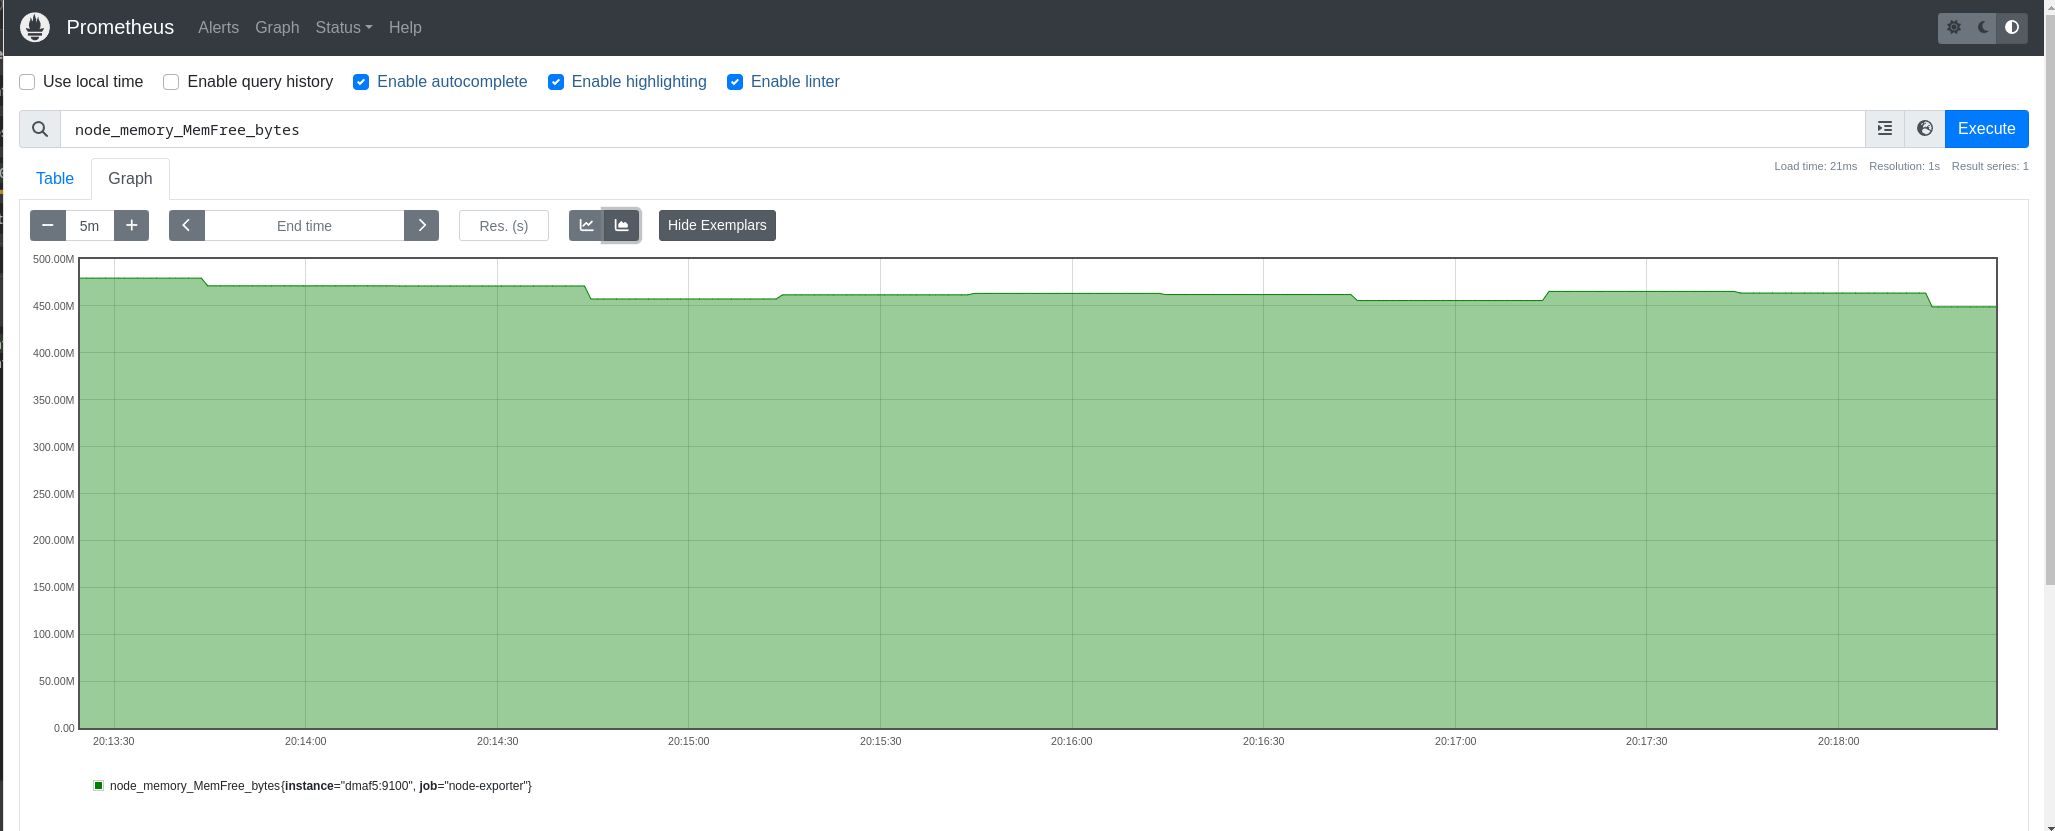 Prometheus Alerts Graph Status Help
Use local time Enable query history Enable autocomplete Enable highlighting Enable linter
node_memory_MemFree_bytes Execute
Table Graph Load time: 21ms Resolution: 1s Result series: 1
5m End time Res. (s) Hide Exemplars
500.00M
450.00M
400.00M
350.00M
300.00M
250.00M
200.00M
150.00M
100.00M
50.00M
0.00
20:13:30 20:14:00 20:14:30 20:15:00 20:15:30 20:16:00 20:16:30 20:17:00 20:17:30 20:18:00
node_memory_MemFree_bytes{instance="dmaf5:9100", job="node-exporter"}